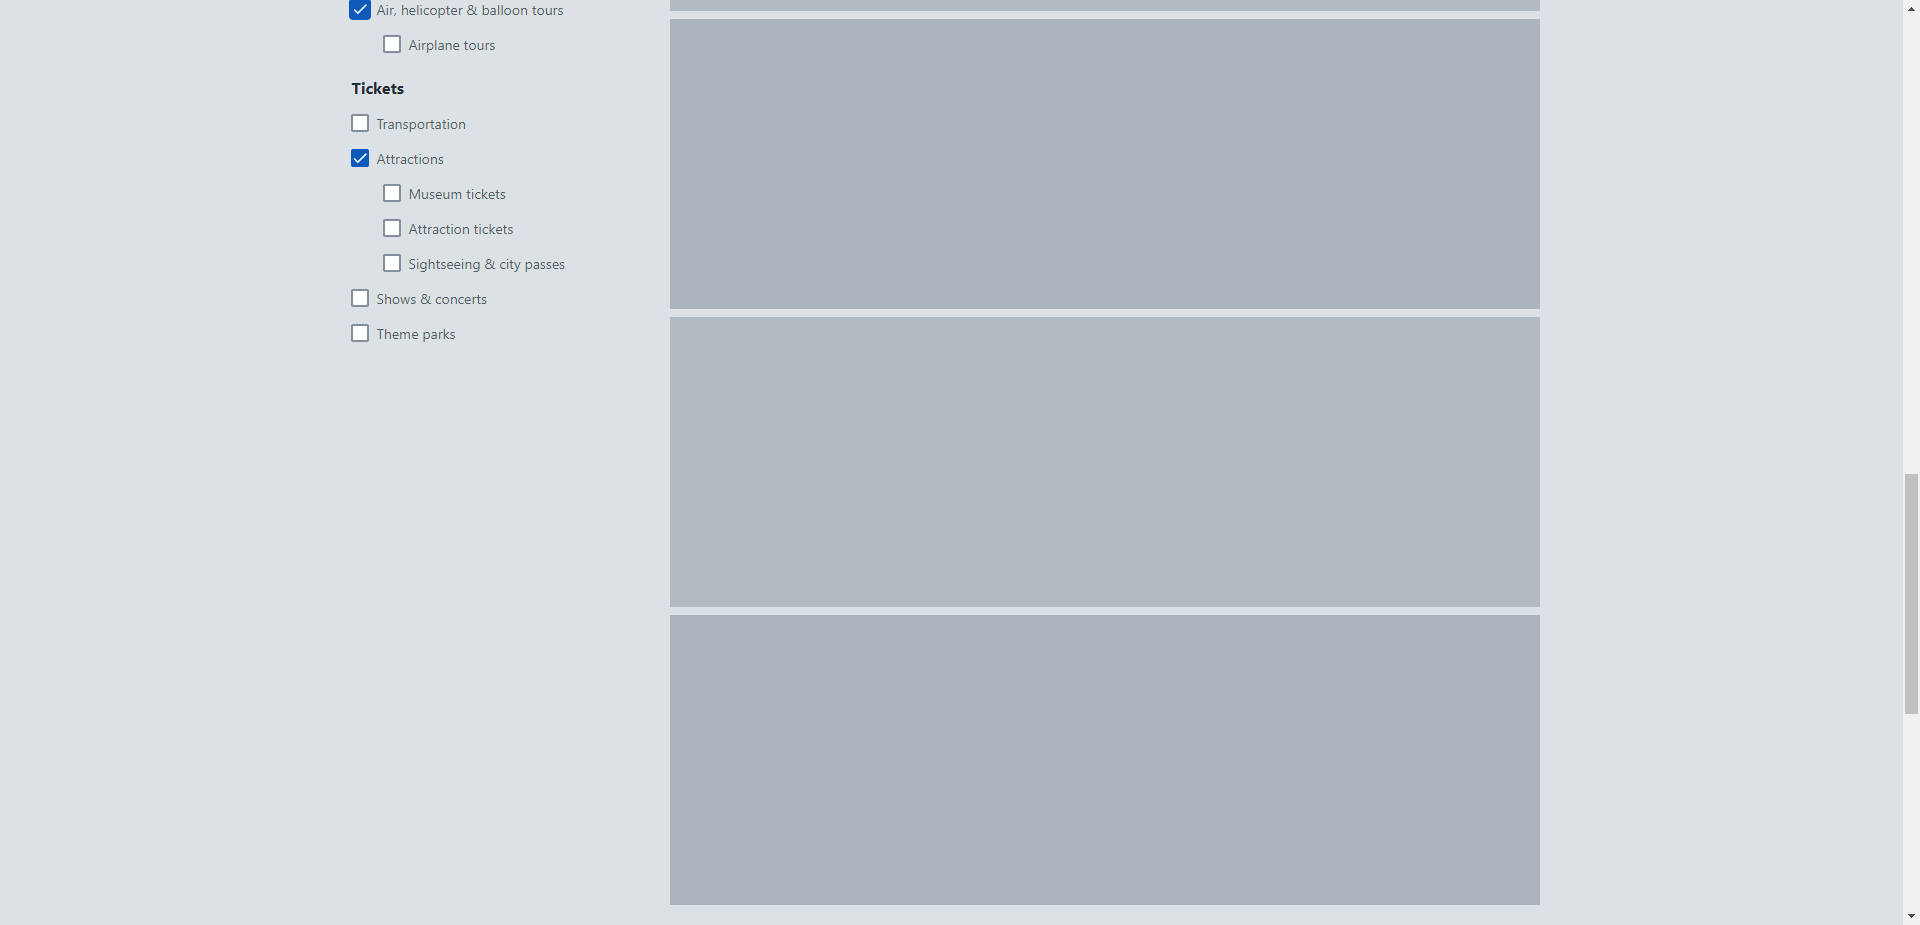 Air, helicopter & balloon tours
Airplane tours
Tickets
Transportation
Attractions
Museum tickets
Attraction tickets
Sightseeing & city passes
Shows & concerts
Theme parks